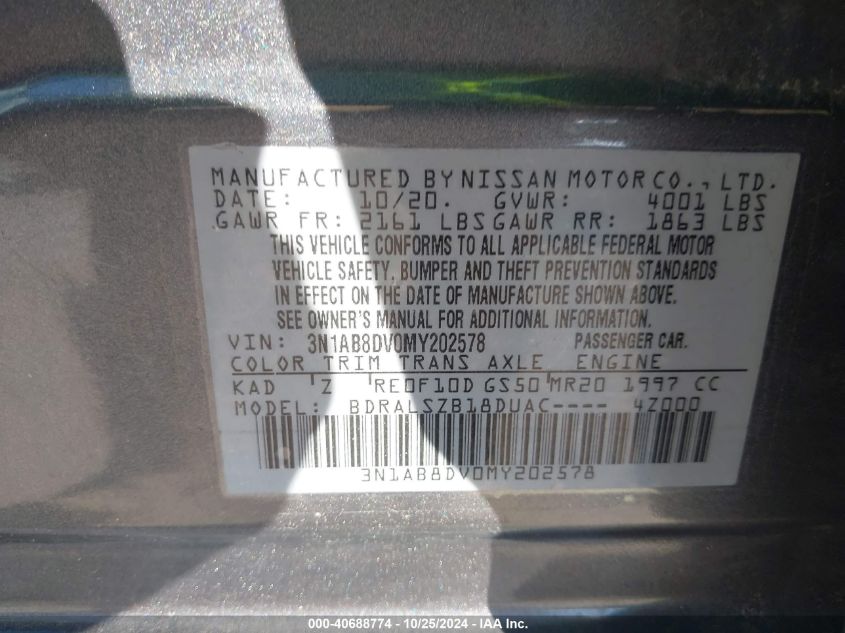 MANUFACTURED BY NISSAN MOTOR CO., LTD.
DATE: 10/20. GVWR: 4001 LBS
GAWR FR: 2161 LBS GAWR RR: 1863 LBS
THIS VEHICLE CONFORMS TO ALL APPLICABLE FEDERAL MOTOR
VEHICLE SAFETY, BUMPER AND THEFT PREVENTION STANDARDS
IN EFFECT ON THE DATE OF MANUFACTURE SHOWN ABOVE.
SEE OWNER'S MANUAL FOR ADDITIONAL INFORMATION.
VIN: 3N1AB8DV0MY202578 PASSENGER CAR.
COLOR TRIM TRANS AXLE ENGINE
KAD Z RE0F10D GS50 MR20 1997 CC
MODEL: BDRALSZB18DUAC---- 4Z000
3N1AB8DV0MY202578
000-40688774 - 10/25/2024 - IAA Inc.